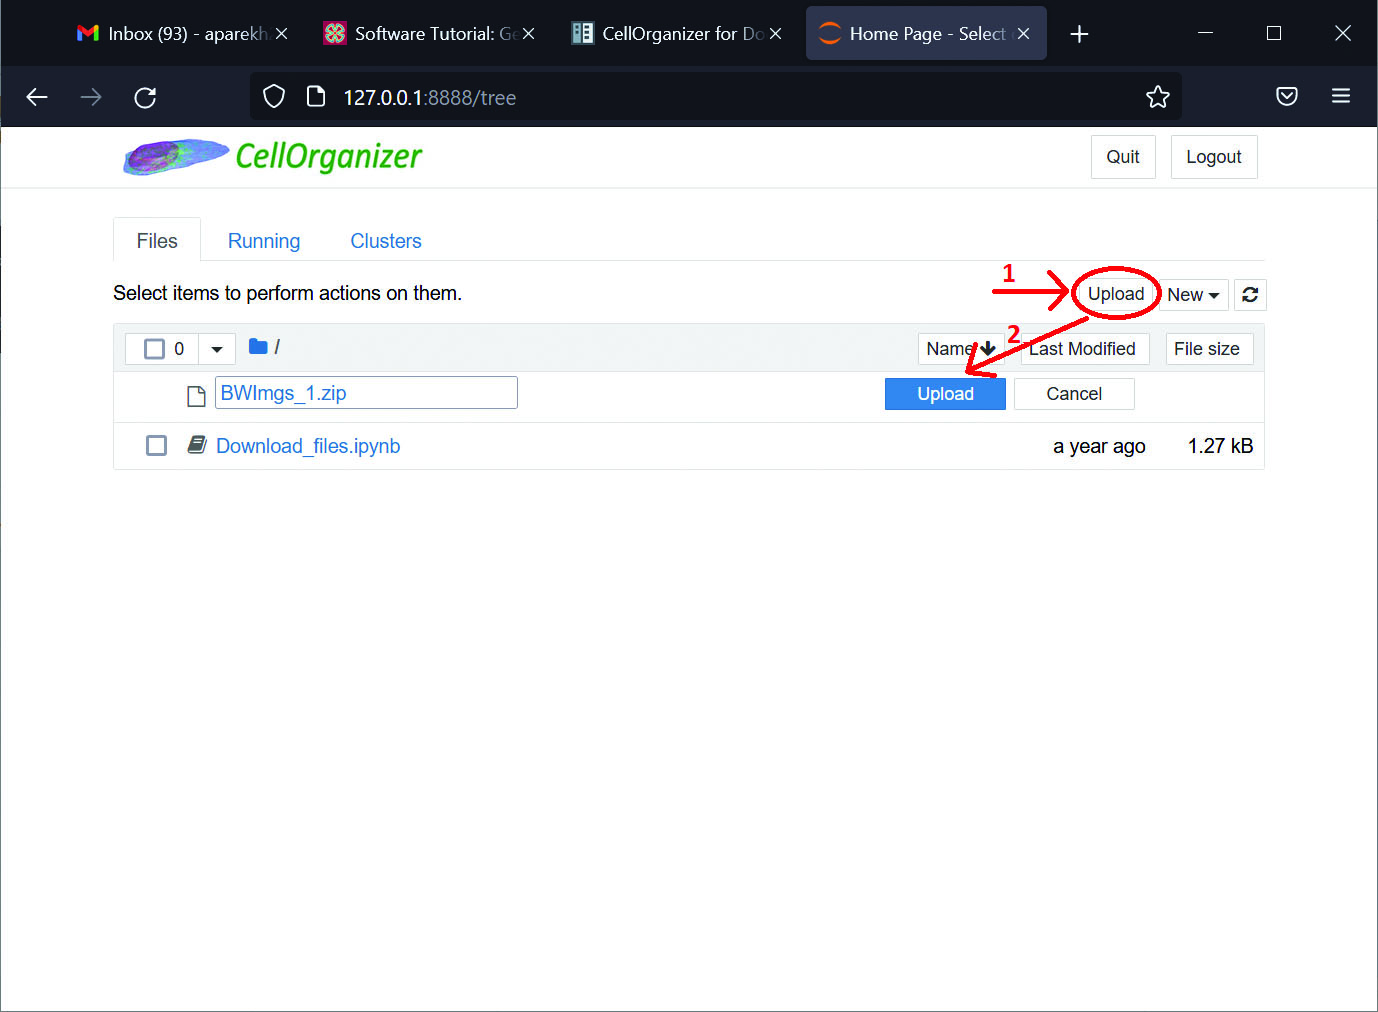 Inbox (93) - aparekh
Software Tutorial: Ge
CellOrganizer for Do
Home Page - Select
127.0.0.1:8888/tree
CellOrganizer
Quit
Logout
Files
Running
Clusters
Select items to perform actions on them.
1
Upload
New
0
/
Name
2
Last Modified
File size
BWImgs_1.zip
Upload
Cancel
Download_files.ipynb
a year ago
1.27 kB